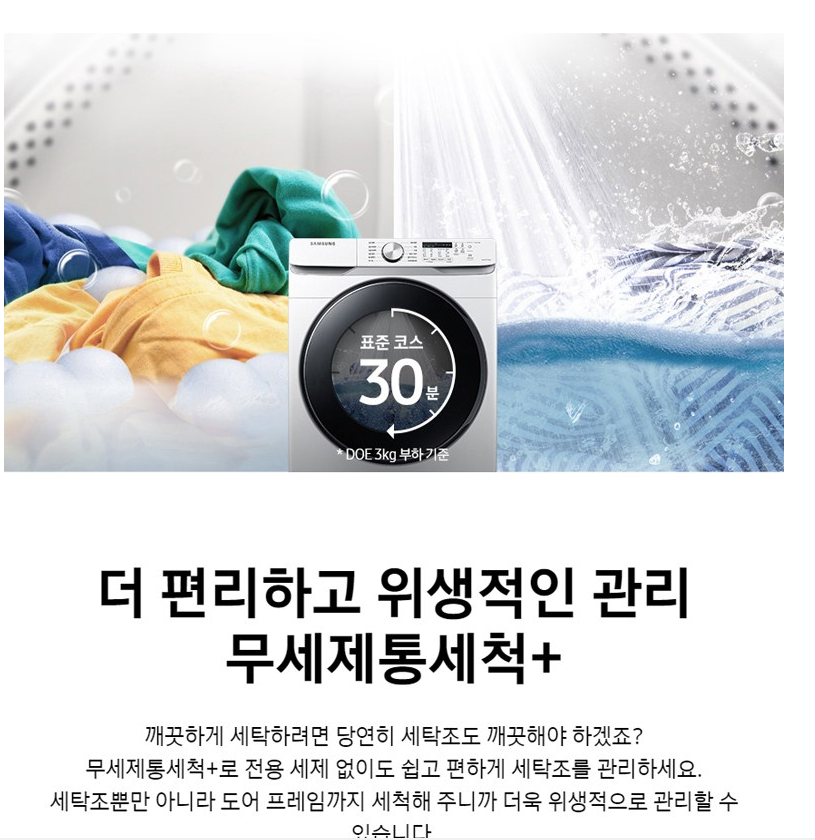 SAMSUNG
표준 코스
30분
* DOE 3kg 부하 기준
더 편리하고 위생적인 관리
무세제통세척+
깨끗하게 세탁하려면 당연히 세탁조도 깨끗해야 하겠죠?
무세제통세척+로 전용 세제 없이도 쉽고 편하게 세탁조를 관리하세요.
세탁조뿐만 아니라 도어 프레임까지 세척해 주니까 더욱 위생적으로 관리할 수
있습니다